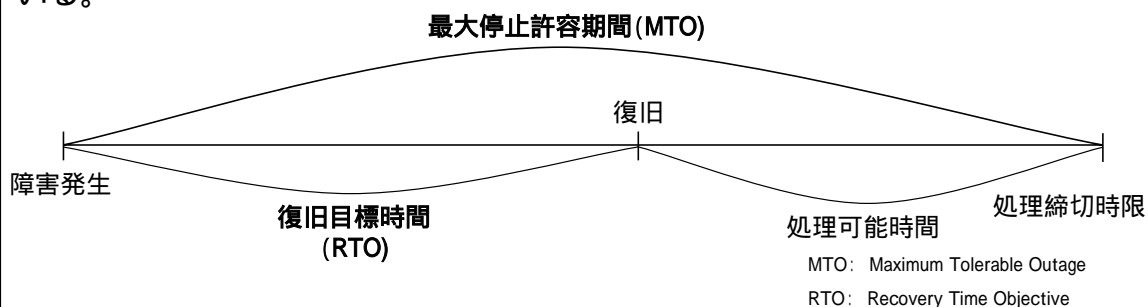 いる。
最大停止許容期間(MTO)
復旧
障害発生
復旧目標時間
(RTO)
処理可能時間
処理締切時限
MTO: Maximum Tolerable Outage
RTO: Recovery Time Objective